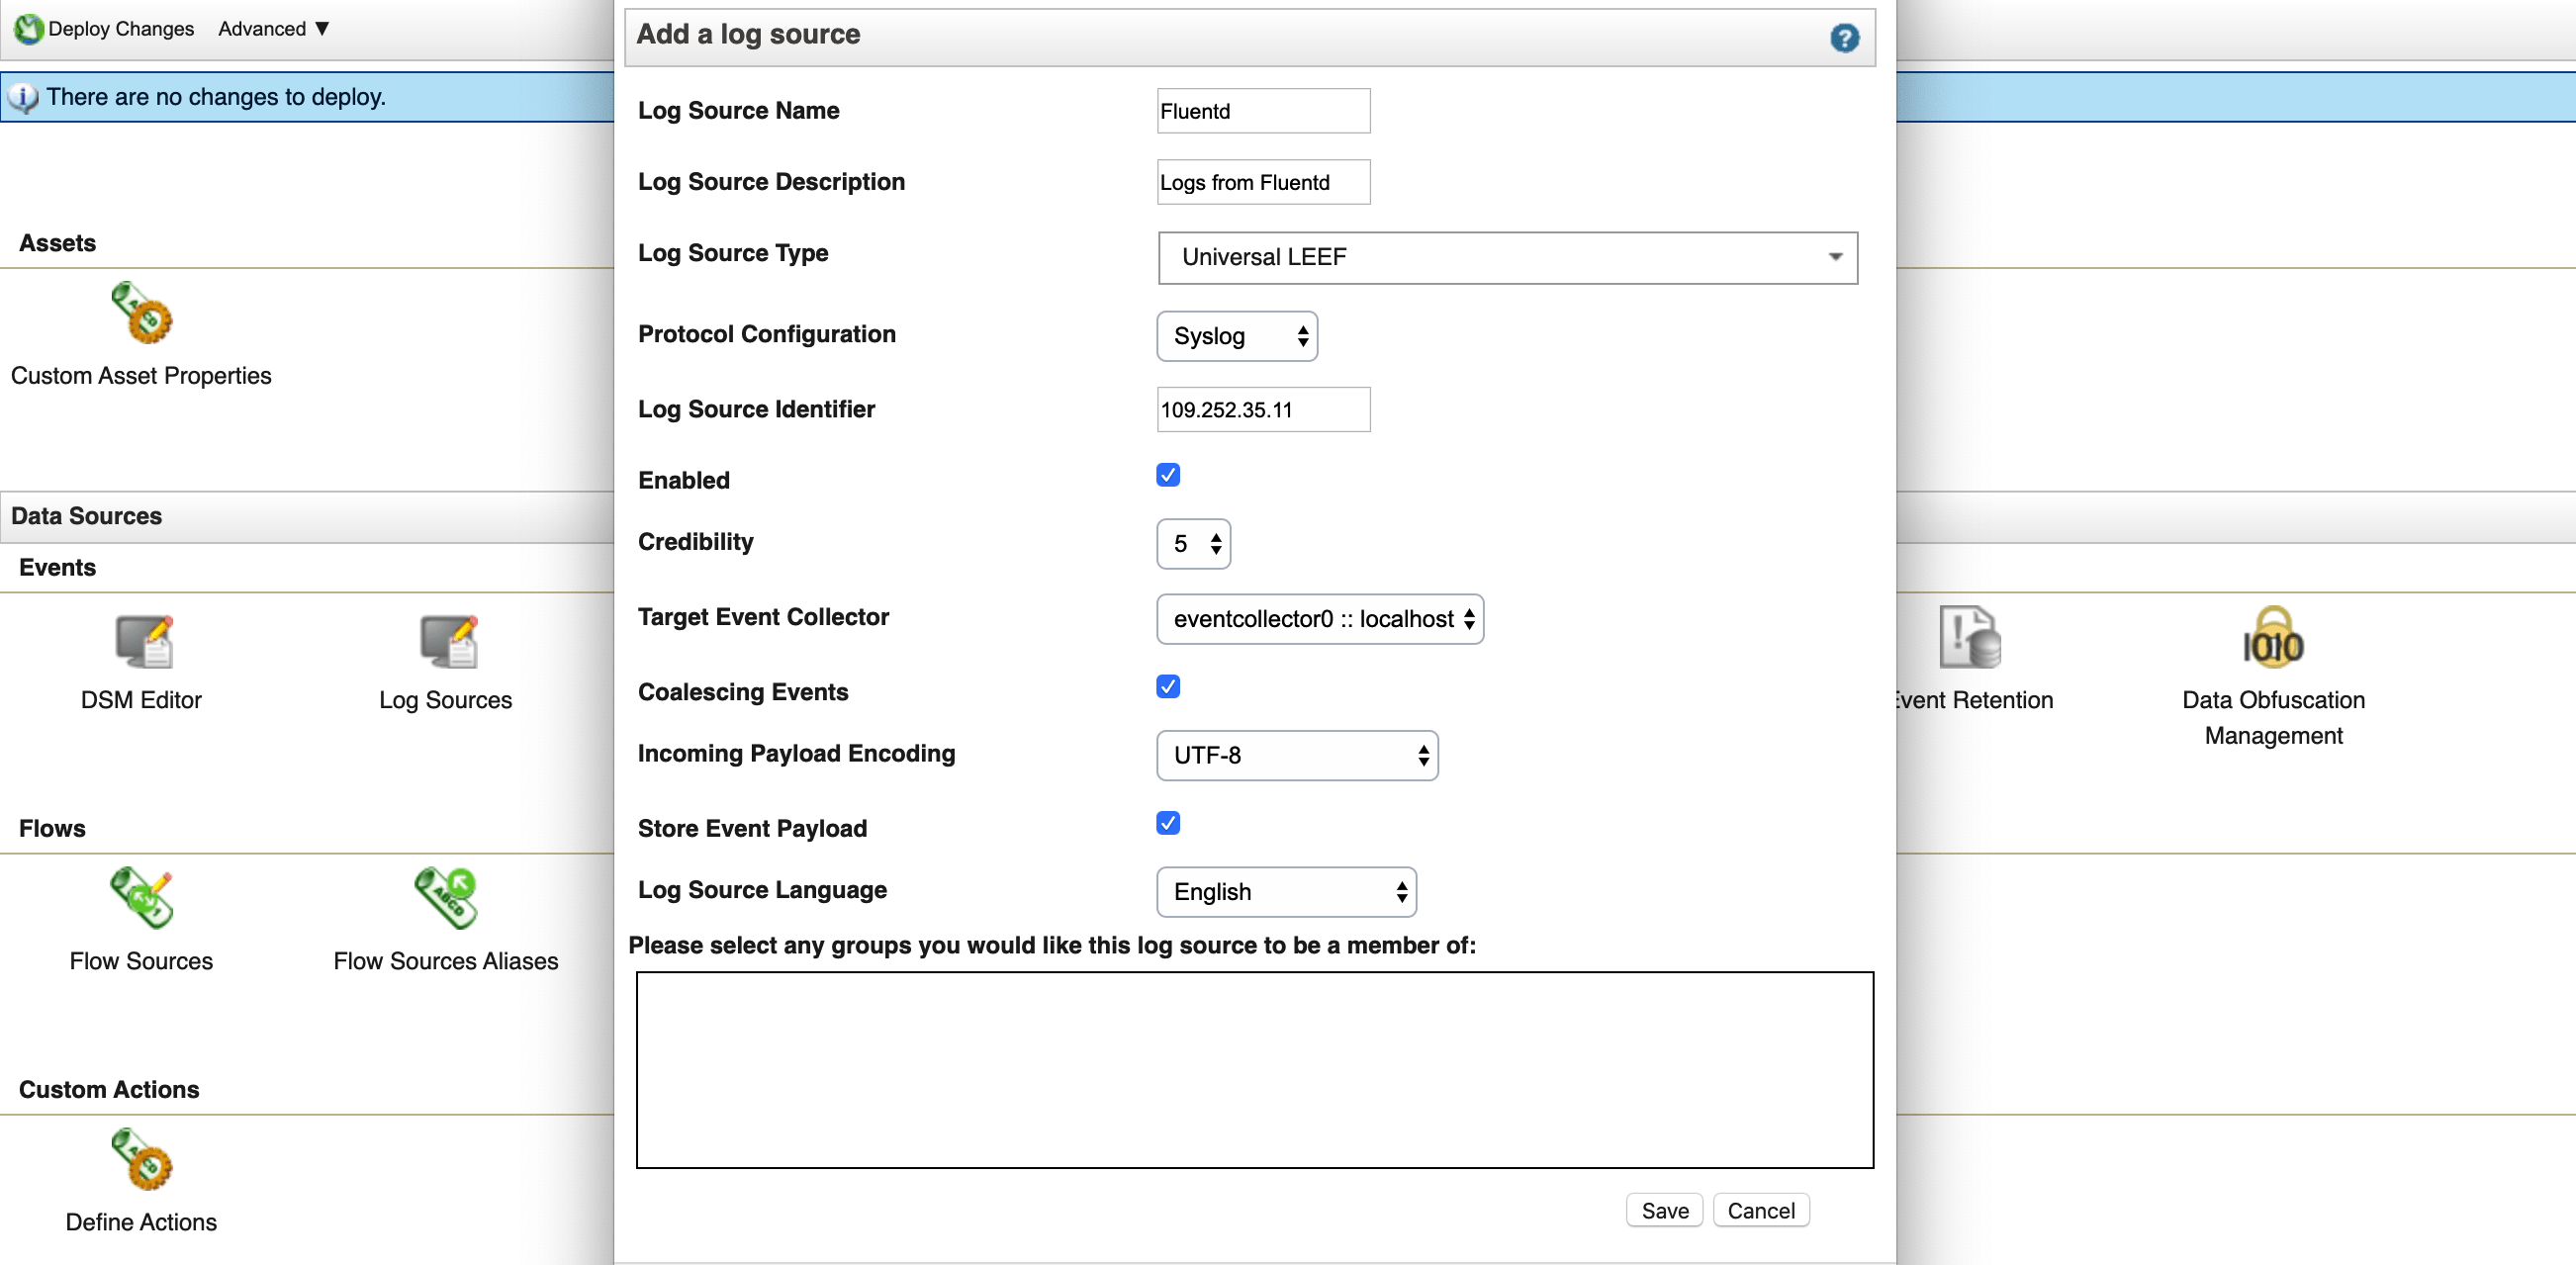 Deploy Changes Advanced ▼
There are no changes to deploy.
Assets
Custom Asset Properties
Data Sources
Events
DSM Editor
Log Sources
Flows
Flow Sources
Flow Sources Aliases
Custom Actions
Define Actions
Add a log source
?
Log Source Name Fluentd
Log Source Description Logs from Fluentd
Log Source Type Universal LEEF
Protocol Configuration Syslog
Log Source Identifier 109.252.35.11
Enabled
Credibility 5
Target Event Collector eventcollector0 :: localhost
Coalescing Events
Incoming Payload Encoding UTF-8
Store Event Payload
Log Source Language English
Please select any groups you would like this log source to be a member of:
Save Cancel
Event Retention
1010
Data Obfuscation
Management